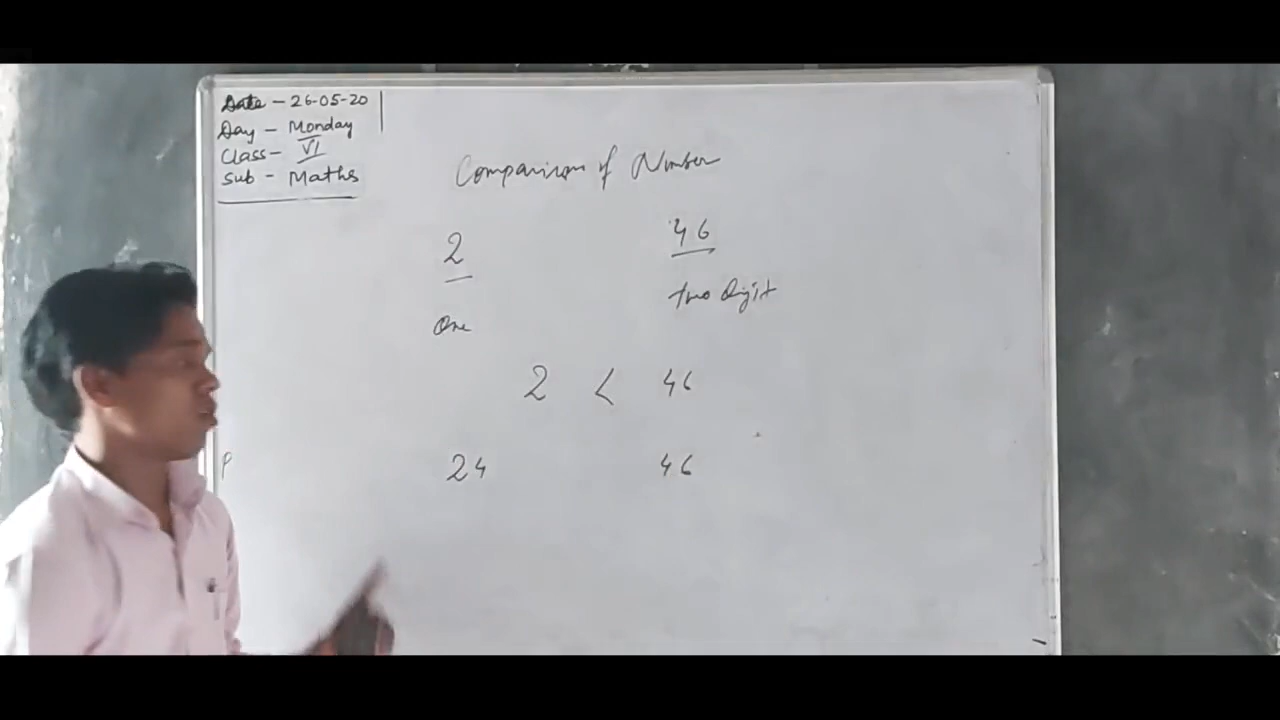 Date - 26-05-20
Day - Monday
Class - VI
Sub - Maths
Comparison of Number
2 46
One two digit
2 < 46
P 24 46